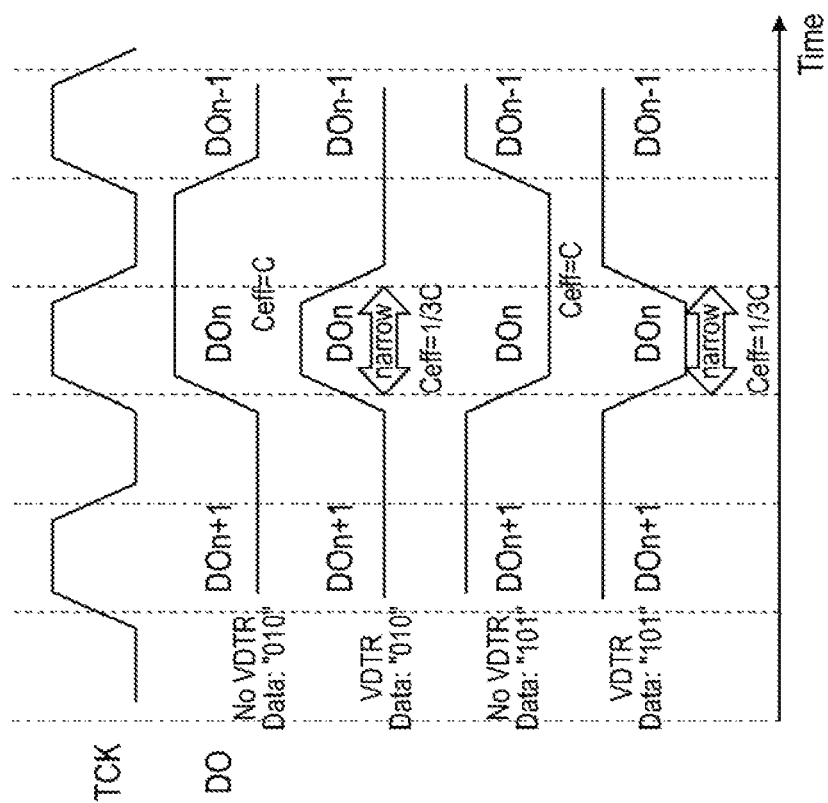 TCK
DO
No VDTR
Data: "010"
DOn+1
DOn
Ceff=C
DOn-1
VDTR
Data: "010"
DOn+1
DOn
narrow
Ceff=1/3C
DOn-1
No VDTR
Data: "101"
DOn+1
DOn
Ceff=C
DOn-1
VDTR
Data: "101"
DOn+1
DOn
narrow
Ceff=1/3C
DOn-1
Time